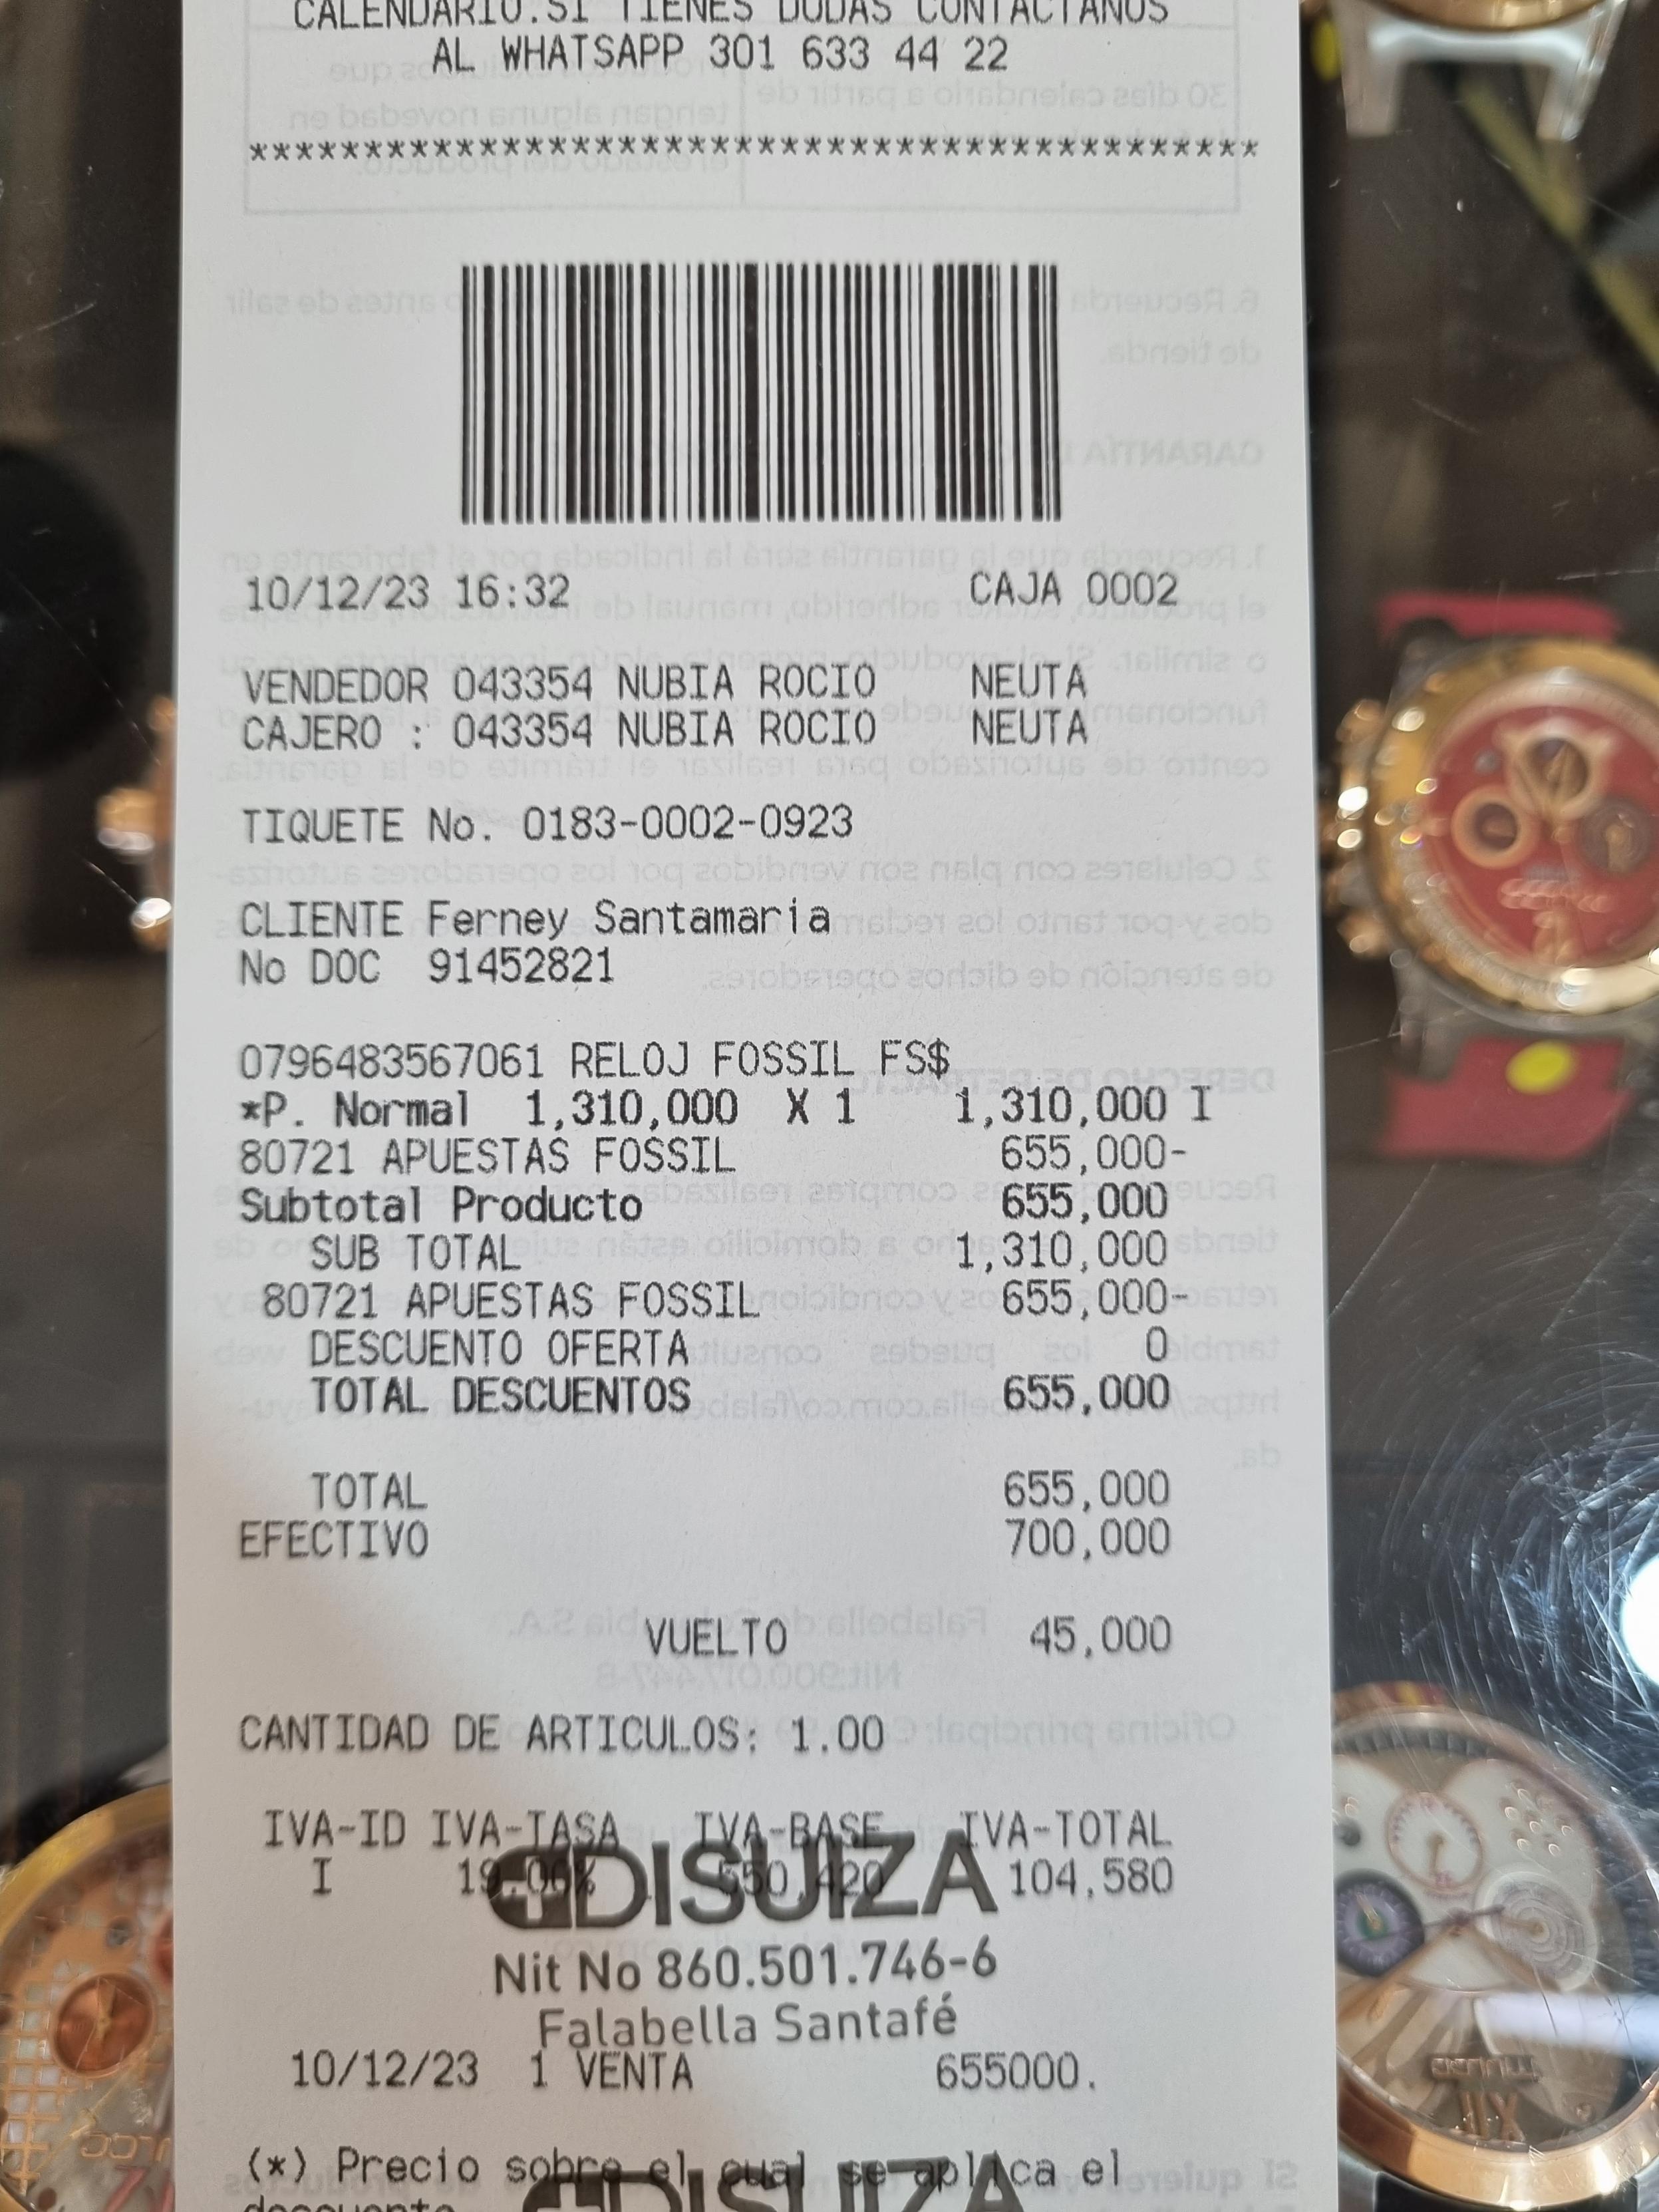 CALENDARIO.SI TIENES DUDAS CONTACTANOS
AL WHATSAPP 301 633 44 22
********************************************
10/12/23 16:32 CAJA 0002
VENDEDOR 043354 NUBIA ROCIO NEUTA
CAJERO : 043354 NUBIA ROCIO NEUTA
TIQUETE No. 0183-0002-0923
CLIENTE Ferney Santamaria
No DOC 91452821
0796483567061 RELOJ FOSSIL FS$
*P. Normal 1,310,000 X 1 1,310,000 I
80721 APUESTAS FOSSIL 655,000-
Subtotal Producto 655,000
SUB TOTAL 1,310,000
80721 APUESTAS FOSSIL 655,000-
DESCUENTO OFERTA 0
TOTAL DESCUENTOS 655,000
TOTAL 655,000
EFECTIVO 700,000
VUELTO 45,000
CANTIDAD DE ARTICULOS: 1.00
IVA-ID IVA-TASA IVA-BASE IVA-TOTAL
I 19.00% 550,420 104,580
DISUIZA
Nit No 860.501.746-6
Falabella Santafé
10/12/23 1 VENTA 655000.
(*) Precio sobre el cual se aplica el
descuento
DISUIZA